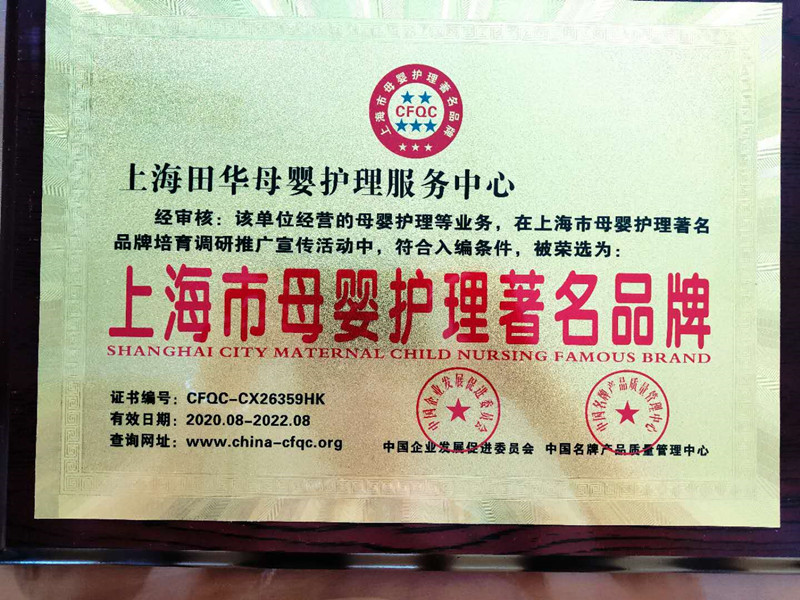 上海市母婴护理著名品牌
CFQC
上海田华母婴护理服务中心
经审核：该单位经营的母婴护理等业务，在上海市母婴护理著名
品牌培育调研推广宣传活动中，符合入编条件，被荣选为：
上海市母婴护理著名品牌
SHANGHAI CITY MATERNAL CHILD NURSING FAMOUS BRAND
证书编号：CFQC-CX26359HK
有效日期：2020.08-2022.08
查询网址：www.china-cfqc.org
中国企业发展促进委员会
中国名牌产品质量管理中心
中国企业发展促进委员会 中国名牌产品质量管理中心